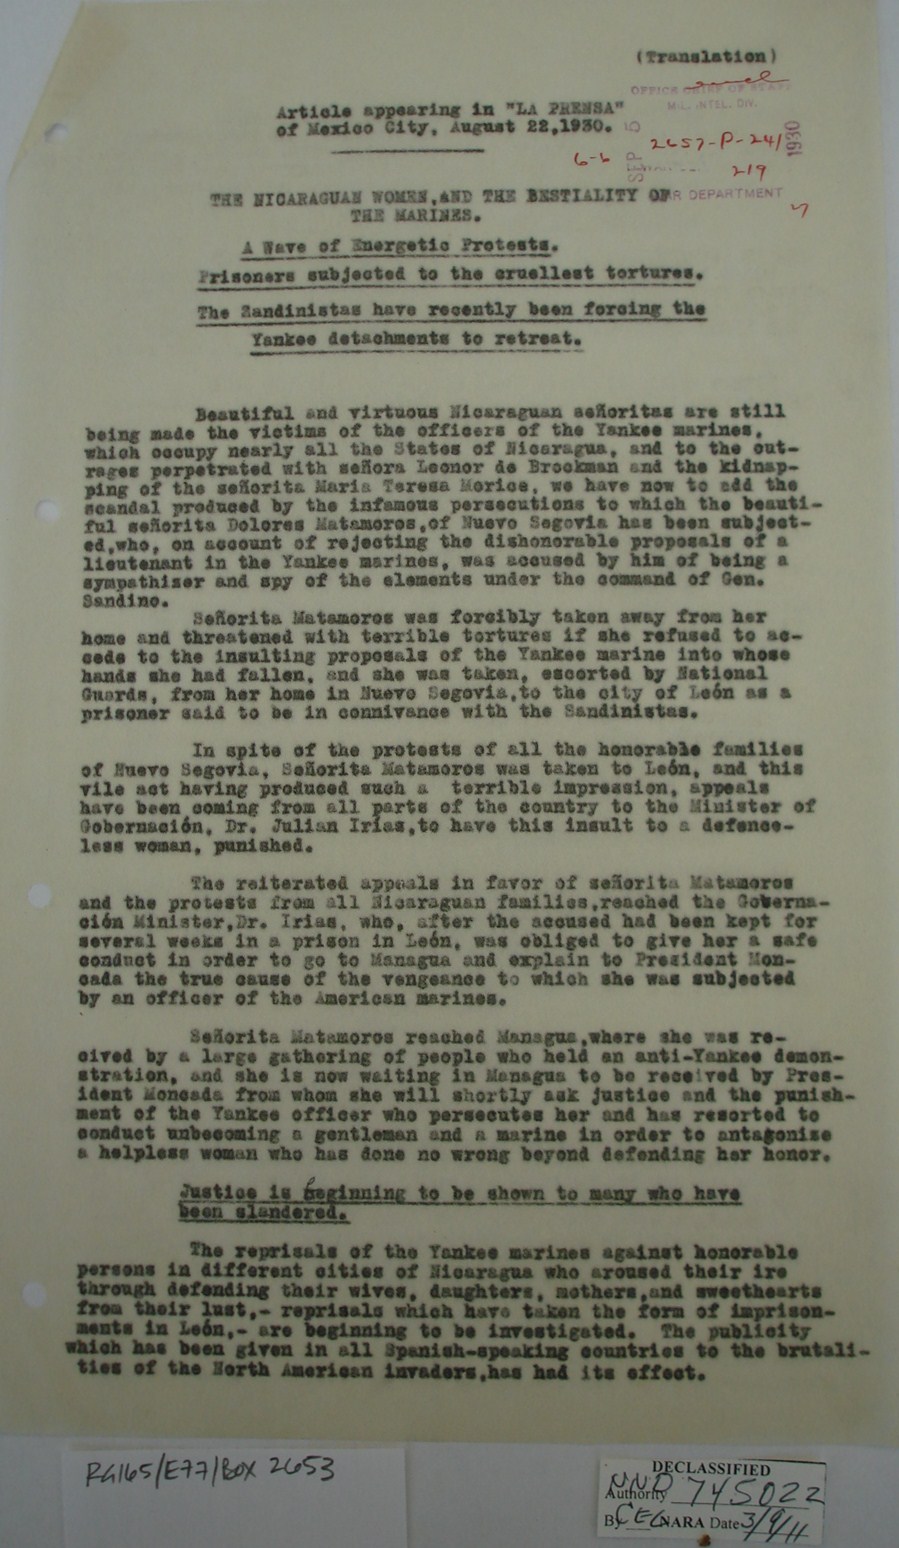 (Translation)
OFFICE CHIEF OF STAFF
MIL. INTEL. DIV.
Article appearing in "LA PRENSA"
of Mexico City, August 22,1930.
SEP 5 1930
2657-P-241
6-6
219
WAR DEPARTMENT
THE NICARAGUAN WOMEN,AND THE BESTIALITY OF
THE MARINES.
A Wave of Energetic Protests.
Prisoners subjected to the cruellest tortures.
The Sandinistas have recently been forcing the
Yankee detachments to retreat.
Beautiful and virtuous Nicaraguan señoritas are still
being made the victims of the officers of the Yankee marines,
which occupy nearly all the States of Nicaragua, and to the out-
rages perpetrated with señora Leonor de Brockman and the kidnap-
ping of the señorita Maria Teresa Morice, we have now to add the
scandal produced by the infamous persecutions to which the beauti-
ful señorita Dolores Matamoros,of Nuevo Segovia has been subject-
ed,who, on account of rejecting the dishonorable proposals of a
lieutenant in the Yankee marines, was accused by him of being a
sympathiser and spy of the elements under the command of Gen.
Sandino.
Señorita Matamoros was forcibly taken away from her
home and threatened with terrible tortures if she refused to ac-
cede to the insulting proposals of the Yankee marine into whose
hands she had fallen, and she was taken, escorted by National
Guards, from her home in Nuevo Segovia,to the city of León as a
prisoner said to be in connivance with the Sandinistas.
In spite of the protests of all the honorable families
of Nuevo Segovia, Señorita Matamoros was taken to León, and this
vile act having produced such a terrible impression, appeals
have been coming from all parts of the country to the Minister of
Gobernación, Dr. Julian Irías,to have this insult to a defence-
less woman, punished.
The reiterated appeals in favor of señorita Matamoros
and the protests from all Nicaraguan families,reached the Goberna-
ción Minister,Dr. Irias, who, after the accused had been kept for
several weeks in a prison in León, was obliged to give her a safe
conduct in order to go to Managua and explain to President Mon-
cada the true cause of the vengeance to which she was subjected
by an officer of the American marines.
Señorita Matamoros reached Managua,where she was re-
ceived by a large gathering of people who held an anti-Yankee demon-
stration, and she is now waiting in Managua to be received by Pres-
ident Moncada from whom she will shortly ask justice and the punish-
ment of the Yankee officer who persecutes her and has resorted to
conduct unbecoming a gentleman and a marine in order to antagonize
a helpless woman who has done no wrong beyond defending her honor.
Justice is beginning to be shown to many who have
been slandered.
The reprisals of the Yankee marines against honorable
persons in different cities of Nicaragua who aroused their ire
through defending their wives, daughters, mothers,and sweethearts
from their lust,- reprisals which have taken the form of imprison-
ments in León,- are beginning to be investigated. The publicity
which has been given in all Spanish-speaking countries to the brutali-
ties of the North American invaders,has had its effect.
RG165/E77/Box 2653
DECLASSIFIED
Authority NND 745022
By CEC NARA Date 3/9/11